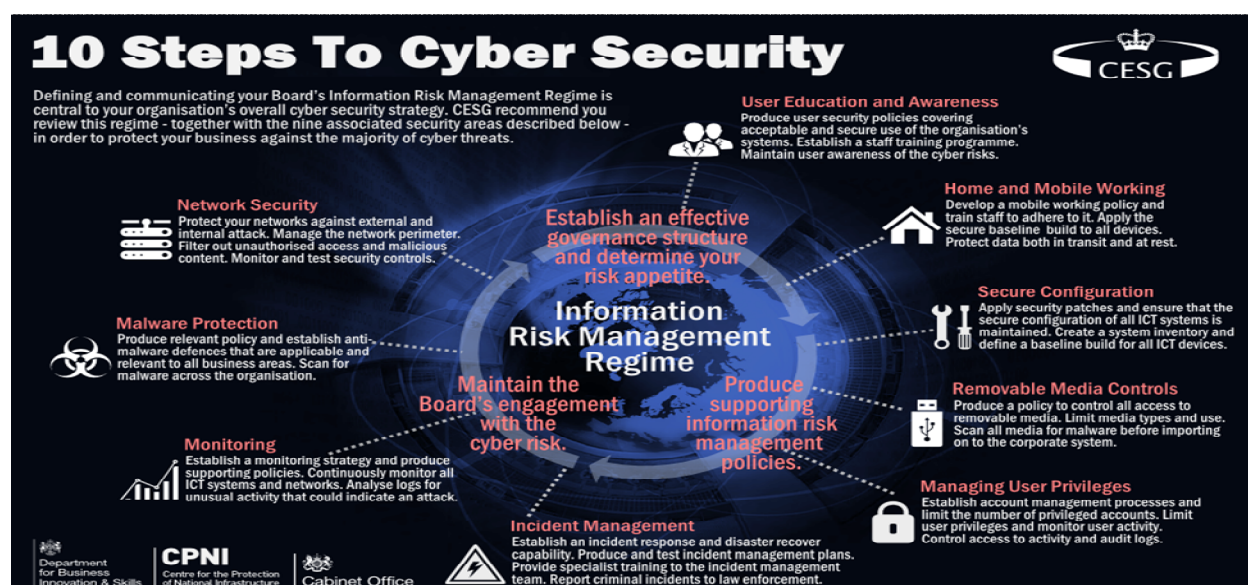 10 Steps To Cyber Security
CESG
Defining and communicating your Board's Information Risk Management Regime is
central to your organisation's overall cyber security strategy. CESG recommend you
review this regime - together with the nine associated security areas described below -
in order to protect your business against the majority of cyber threats.
User Education and Awareness
Produce user security policies covering
acceptable and secure use of the organisation's
systems. Establish a staff training programme.
Maintain user awareness of the cyber risks.
Home and Mobile Working
Develop a mobile working policy and
train staff to adhere to it. Apply the
secure baseline build to all devices.
Protect data both in transit and at rest.
Secure Configuration
Apply security patches and ensure that the
secure configuration of all ICT systems is
maintained. Create a system inventory and
define a baseline build for all ICT devices.
Removable Media Controls
Produce a policy to control all access to
removable media. Limit media types and use.
Scan all media for malware before importing
on to the corporate system.
Managing User Privileges
Establish account management processes and
limit the number of privileged accounts. Limit
user privileges and monitor user activity.
Control access to activity and audit logs.
Incident Management
Establish an incident response and disaster recover
capability. Produce and test incident management plans.
Provide specialist training to the incident management
team. Report criminal incidents to law enforcement.
Monitoring
Establish a monitoring strategy and produce
supporting policies. Continuously monitor all
ICT systems and networks. Analyse logs for
unusual activity that could indicate an attack.
Malware Protection
Produce relevant policy and establish anti-
malware defences that are applicable and
relevant to all business areas. Scan for
malware across the organisation.
Network Security
Protect your networks against external and
internal attack. Manage the network perimeter.
Filter out unauthorised access and malicious
content. Monitor and test security controls.
Establish an effective
governance structure
and determine your
risk appetite.
Information
Risk Management
Regime
Maintain the
Board's engagement
with the
cyber risk.
Produce
supporting
information risk
management
policies.
Department
for Business
Innovation & Skills
CPNI
Centre for the Protection
of National Infrastructure
Cabinet Office